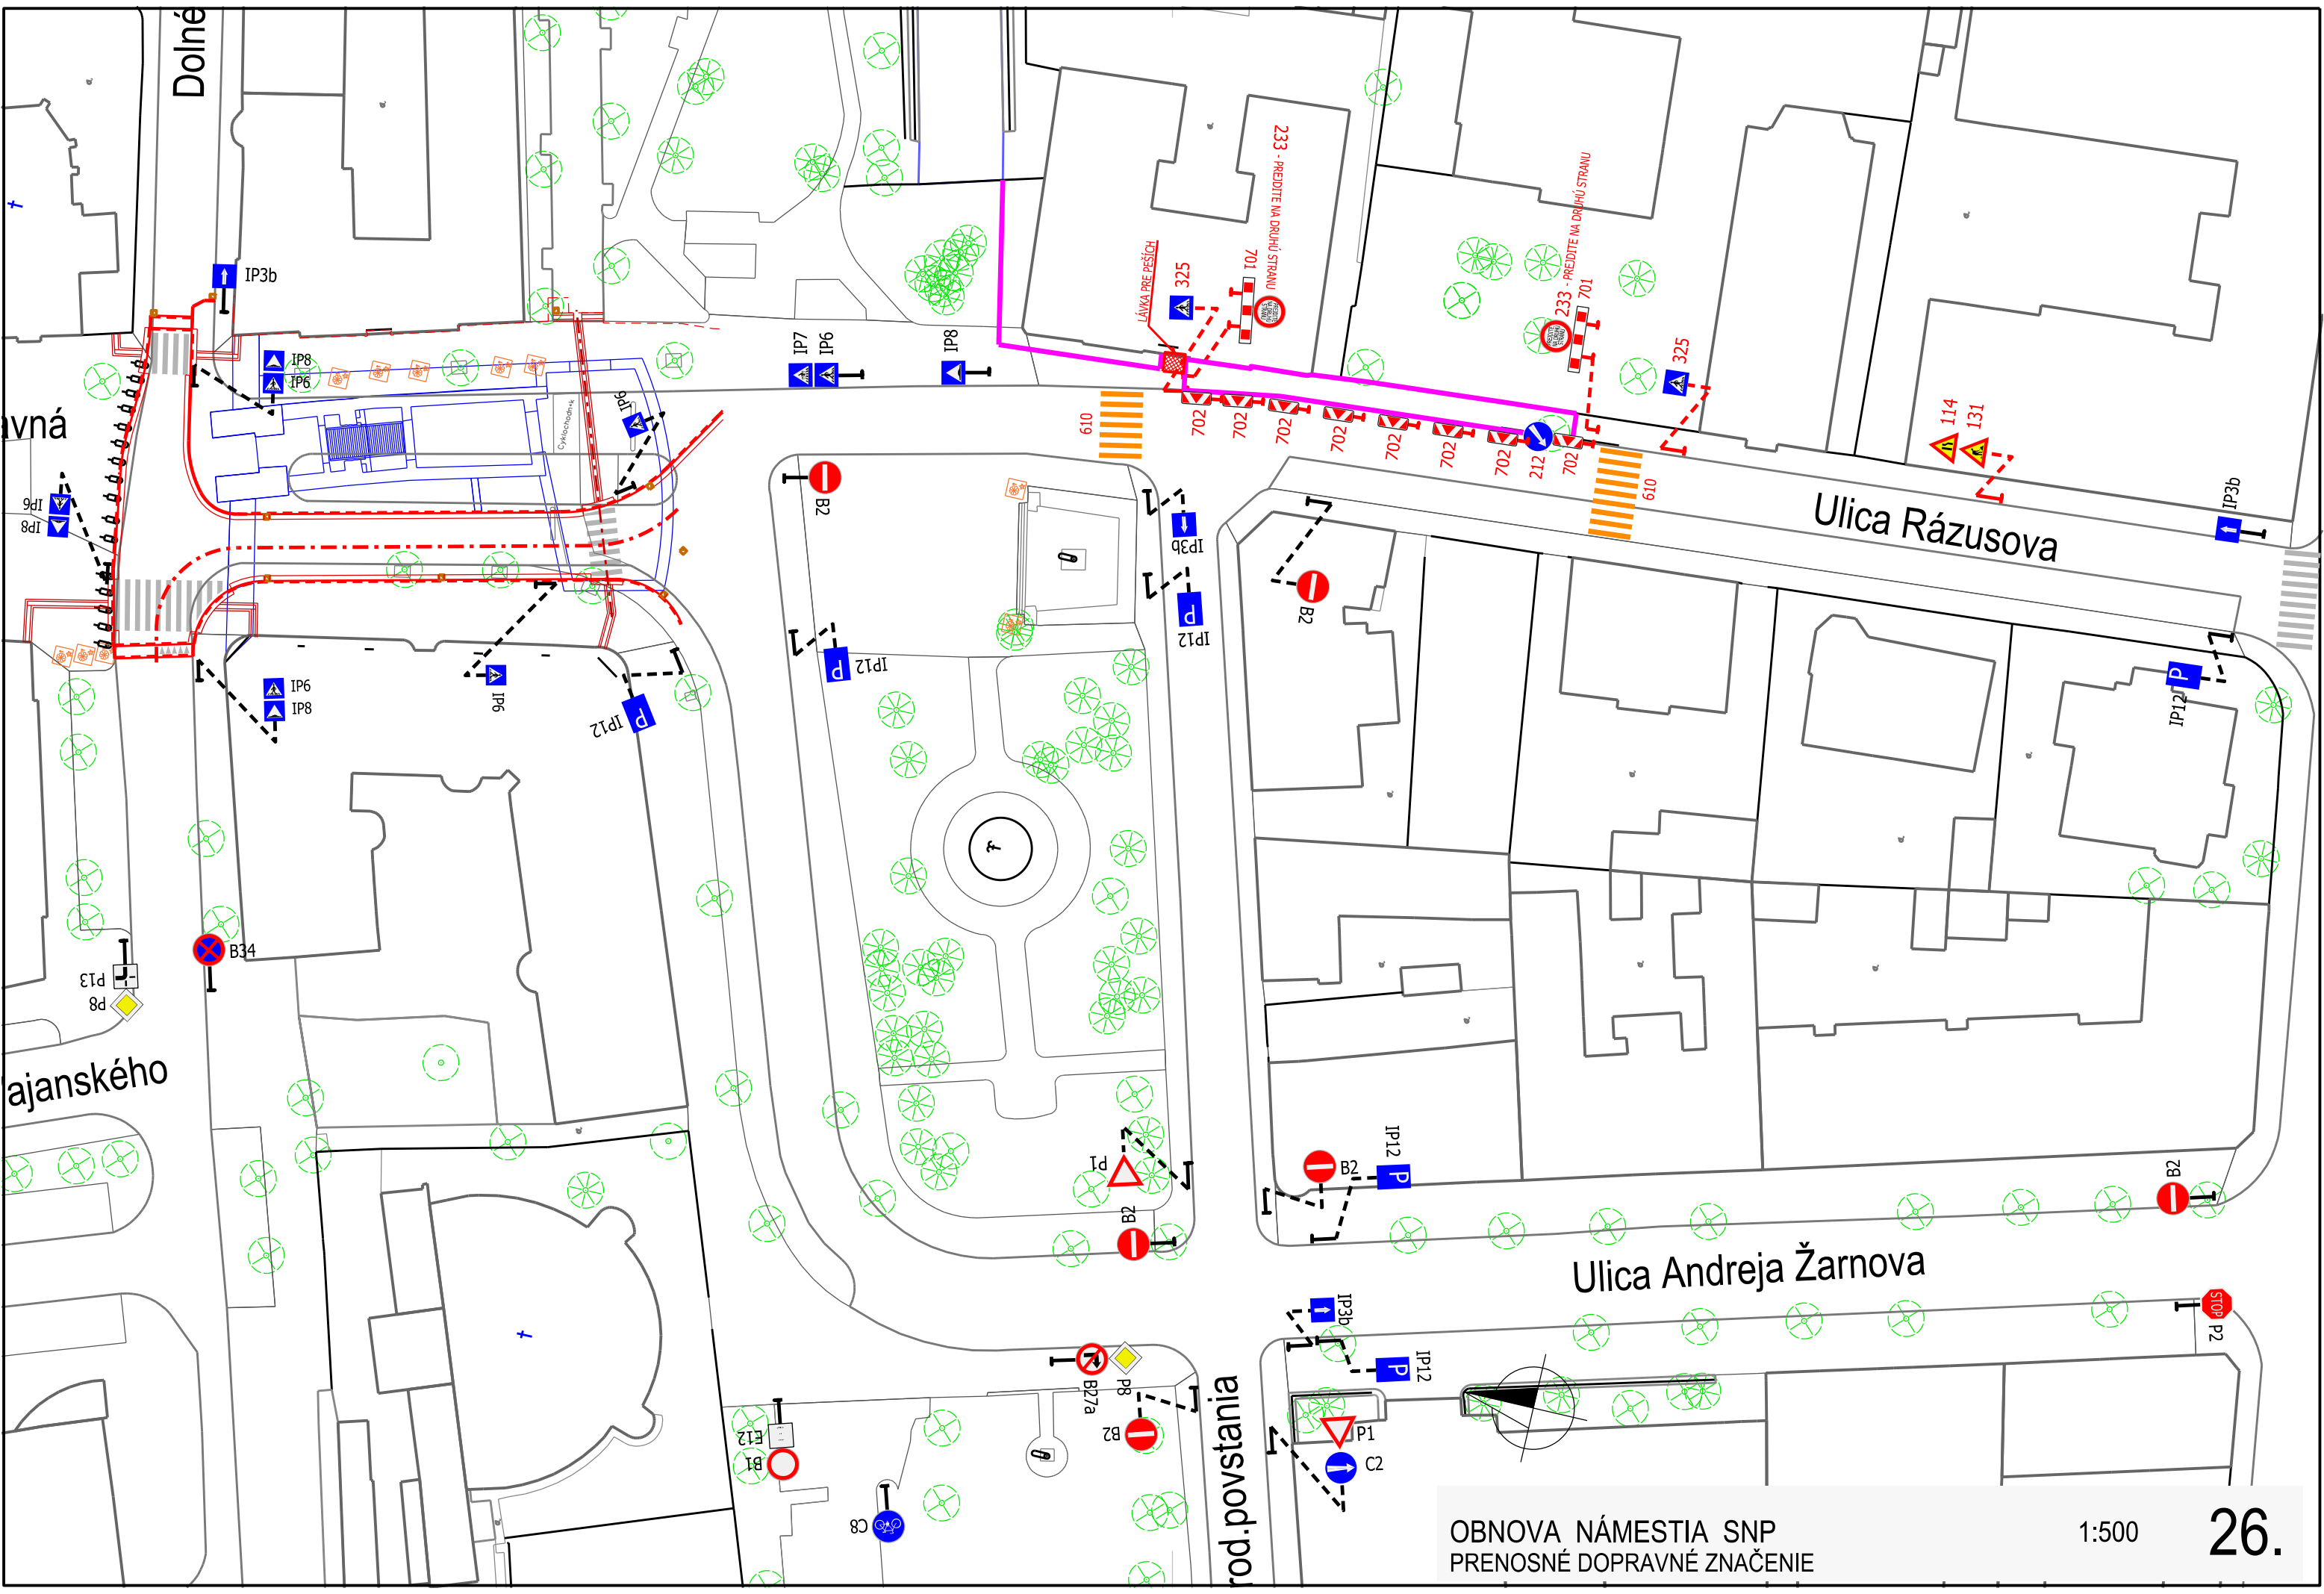 Dolné
IP3b
IP8
IP6
avná
IP6
IP8
IP6
Cyklochodník
IP7
IP6
IP8
LÁVKA PRE PEŠÍCH
325
701
233 - PREJDITE NA DRUHÚ STRANU
233 - PREJDITE NA DRUHÚ STRANU
701
325
114
131
610
702
702
702
702
702
702
702
212
702
610
IP3b
Ulica Rázusova
B2
IP3b
P
IP12
B2
P
IP12
P
IP12
IP6
IP8
IP6
P
IP12
B34
P13
P8
ajanského
P1
B2
B2
IP12
P
B2
Ulica Andreja Žarnova
STOP
P2
IP3b
IP12
P
B27a
P8
B2
E12
B1
C8
rod.povstania
P1
C2
OBNOVA NÁMESTIA SNP
PRENOSNÉ DOPRAVNÉ ZNAČENIE
1:500
26.